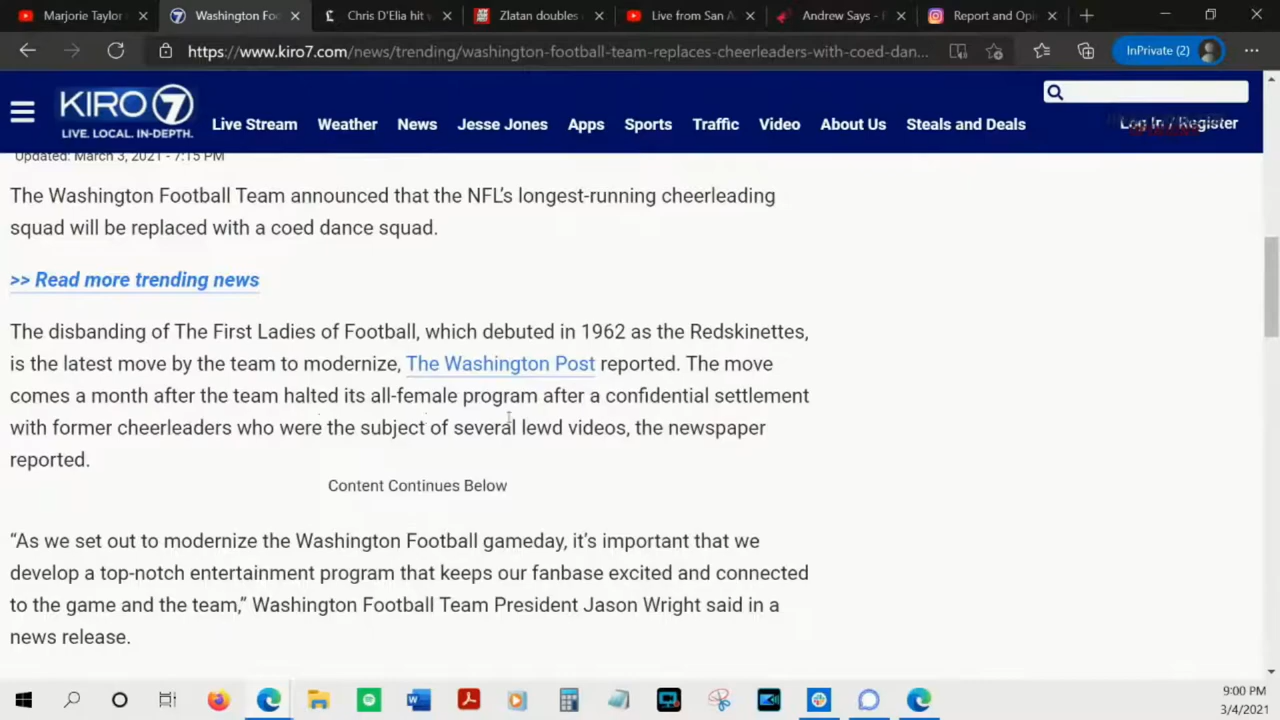 Marjorie Taylor
Washington Foo
Chris D'Elia hit w
Zlatan doubles
Live from San A
Andrew Says - F
Report and Opi
https://www.kiro7.com/news/trending/washington-football-team-replaces-cheerleaders-with-coed-dan...
InPrivate (2)
KIRO 7
LIVE. LOCAL. IN-DEPTH.
Live Stream Weather News Jesse Jones Apps Sports Traffic Video About Us Steals and Deals
Log In / Register
Updated: March 3, 2021 - 7:15 PM
The Washington Football Team announced that the NFL's longest-running cheerleading
squad will be replaced with a coed dance squad.
>> Read more trending news
The disbanding of The First Ladies of Football, which debuted in 1962 as the Redskinettes,
is the latest move by the team to modernize, The Washington Post reported. The move
comes a month after the team halted its all-female program after a confidential settlement
with former cheerleaders who were the subject of several lewd videos, the newspaper
reported.
Content Continues Below
“As we set out to modernize the Washington Football gameday, it’s important that we
develop a top-notch entertainment program that keeps our fanbase excited and connected
to the game and the team,” Washington Football Team President Jason Wright said in a
news release.
9:00 PM
3/4/2021